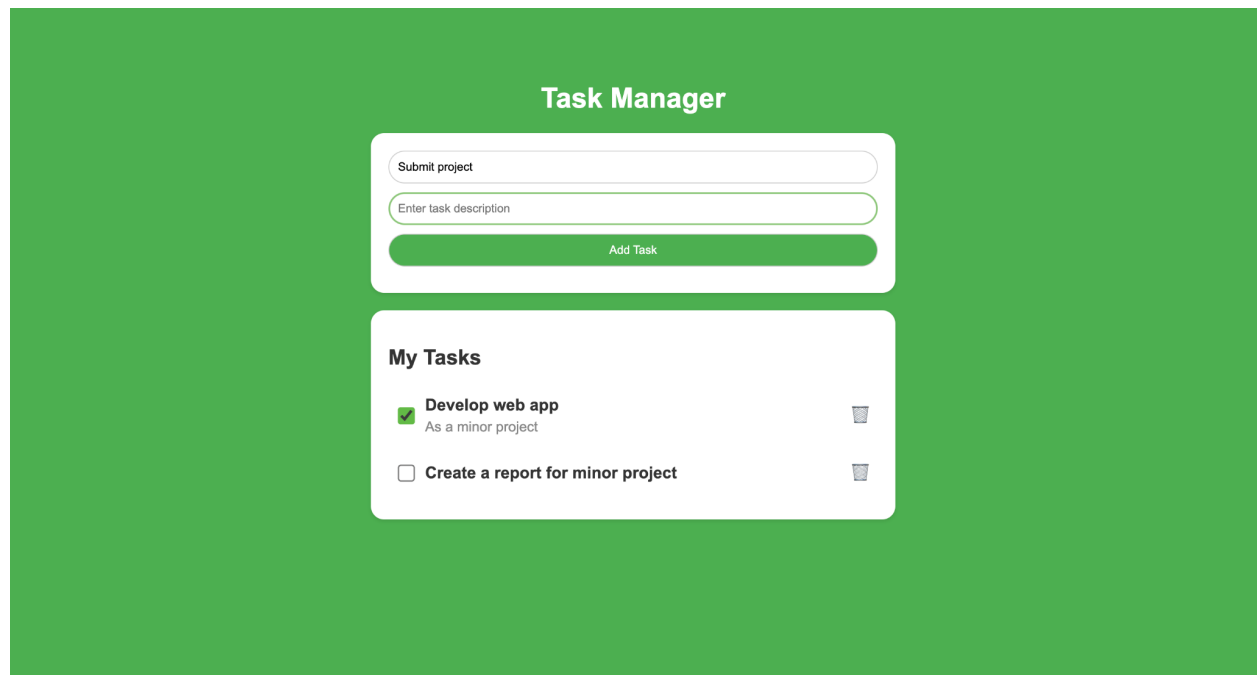 Task Manager
Submit project
Enter task description
Add Task
My Tasks
Develop web app
As a minor project
Create a report for minor project